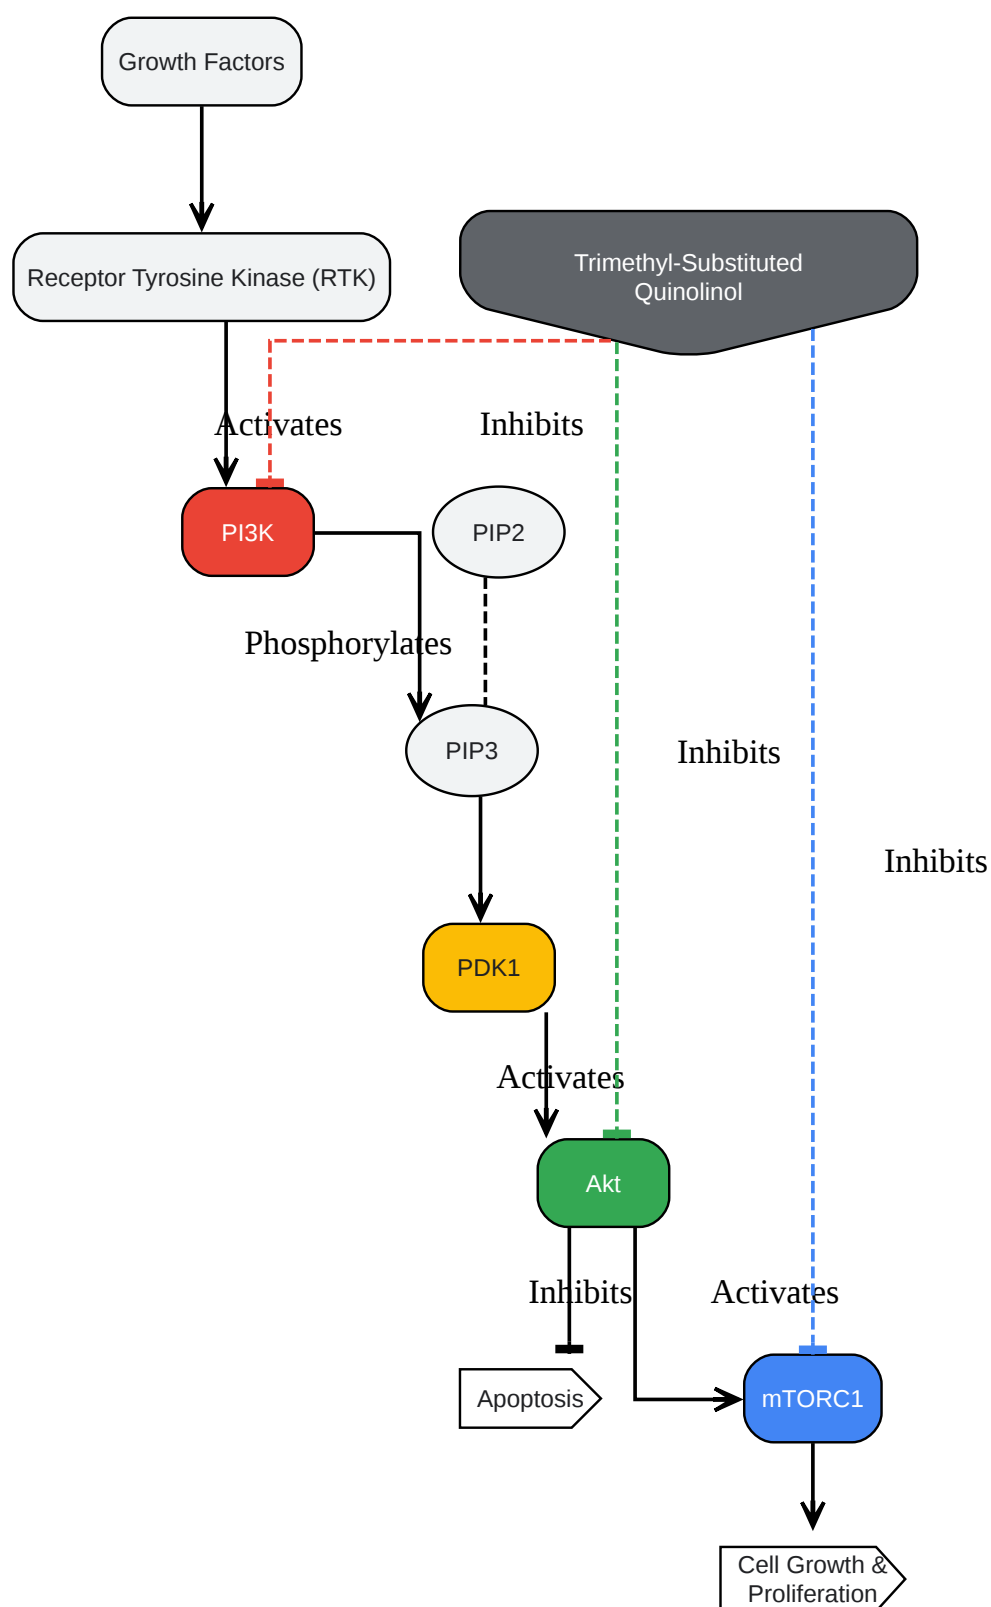 Growth Factors
Receptor Tyrosine Kinase (RTK)
Trimethyl-Substituted
Quinolinol
Activates
Inhibits
PI3K
PIP2
Phosphorylates
PIP3
Inhibits
Inhibits
PDK1
Activates
Akt
Inhibits
Activates
Apoptosis
mTORC1
Cell Growth &
Proliferation